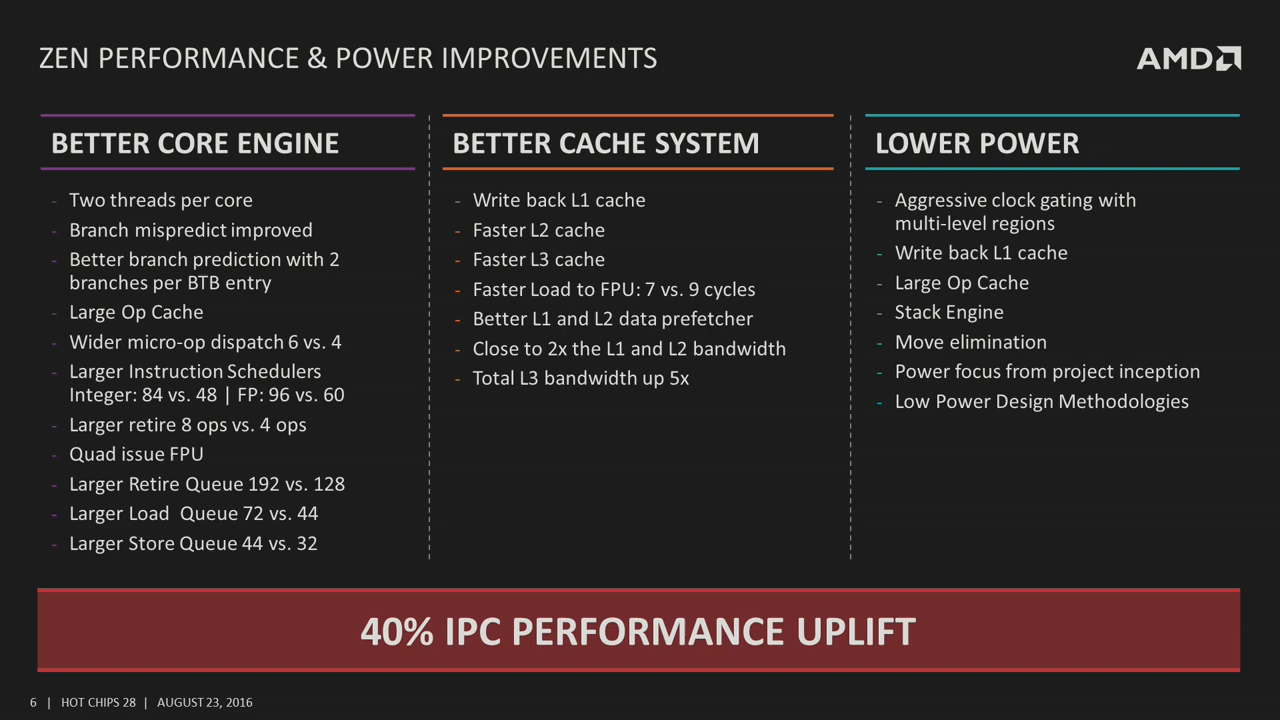 ZEN PERFORMANCE & POWER IMPROVEMENTS
AMD
BETTER CORE ENGINE
- Two threads per core
- Branch mispredict improved
- Better branch prediction with 2
branches per BTB entry
- Large Op Cache
- Wider micro-op dispatch 6 vs. 4
- Larger Instruction Schedulers
Integer: 84 vs. 48 | FP: 96 vs. 60
- Larger retire 8 ops vs. 4 ops
- Quad issue FPU
- Larger Retire Queue 192 vs. 128
- Larger Load Queue 72 vs. 44
- Larger Store Queue 44 vs. 32
BETTER CACHE SYSTEM
- Write back L1 cache
- Faster L2 cache
- Faster L3 cache
- Faster Load to FPU: 7 vs. 9 cycles
- Better L1 and L2 data prefetcher
- Close to 2x the L1 and L2 bandwidth
- Total L3 bandwidth up 5x
LOWER POWER
- Aggressive clock gating with
multi-level regions
- Write back L1 cache
- Large Op Cache
- Stack Engine
- Move elimination
- Power focus from project inception
- Low Power Design Methodologies
40% IPC PERFORMANCE UPLIFT
6 | HOT CHIPS 28 | AUGUST 23, 2016